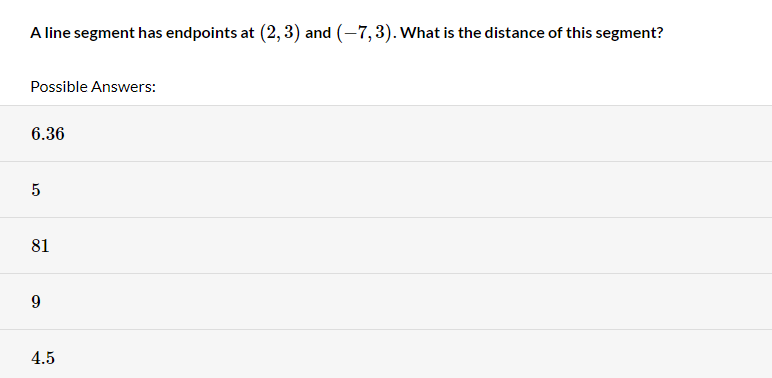 A line segment has endpoints at (2, 3) and (−7, 3). What is the distance of this segment?
Possible Answers:
6.36
5
81
9
4.5